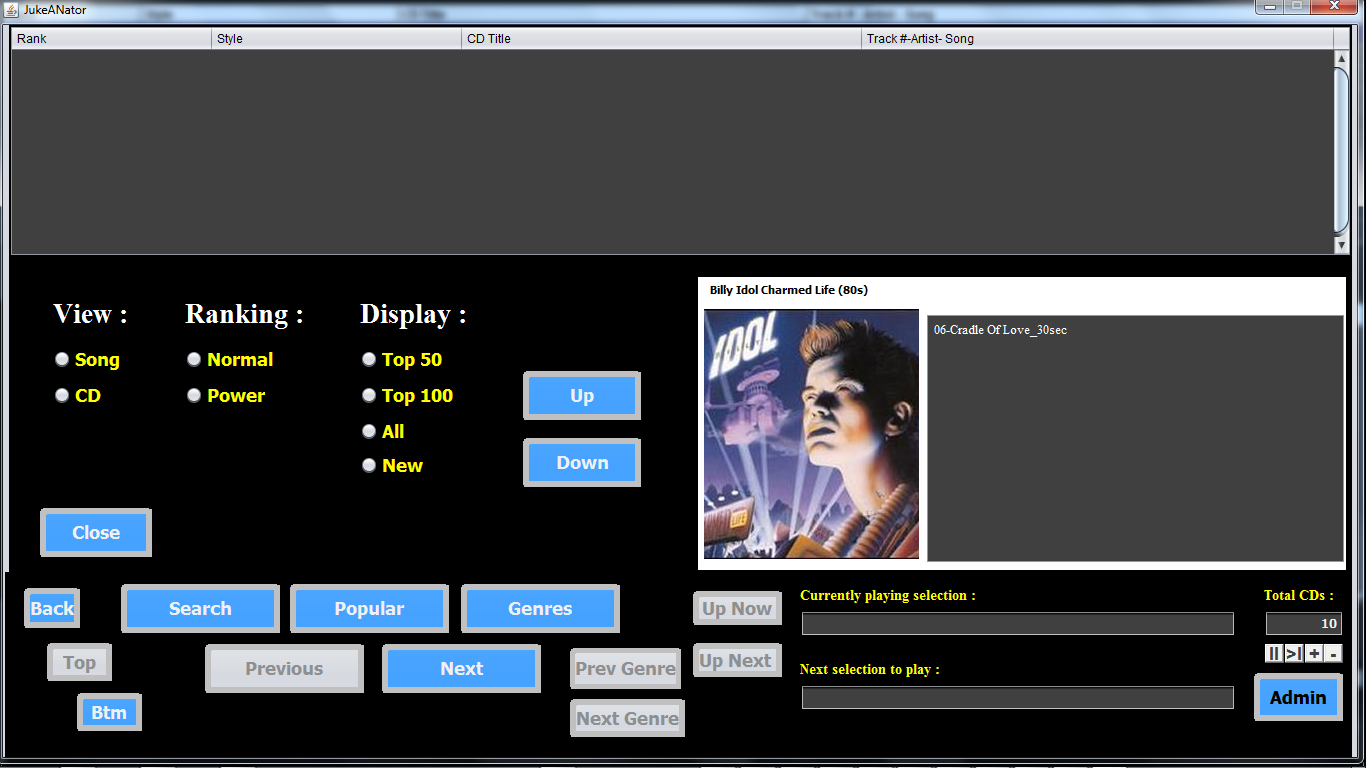 JukeANator
Rank Style CD Title Track #-Artist- Song
View : Ranking : Display :
Song Normal Top 50
CD Power Top 100
All
New
Up
Down
Close
Billy Idol Charmed Life (80s)
IDOL
06-Cradle Of Love_30sec
Back Search Popular Genres Up Now
Top Previous Next Prev Genre Up Next
Btm Next Genre
Currently playing selection :
Total CDs :
10
|| >| + -
Next selection to play :
Admin